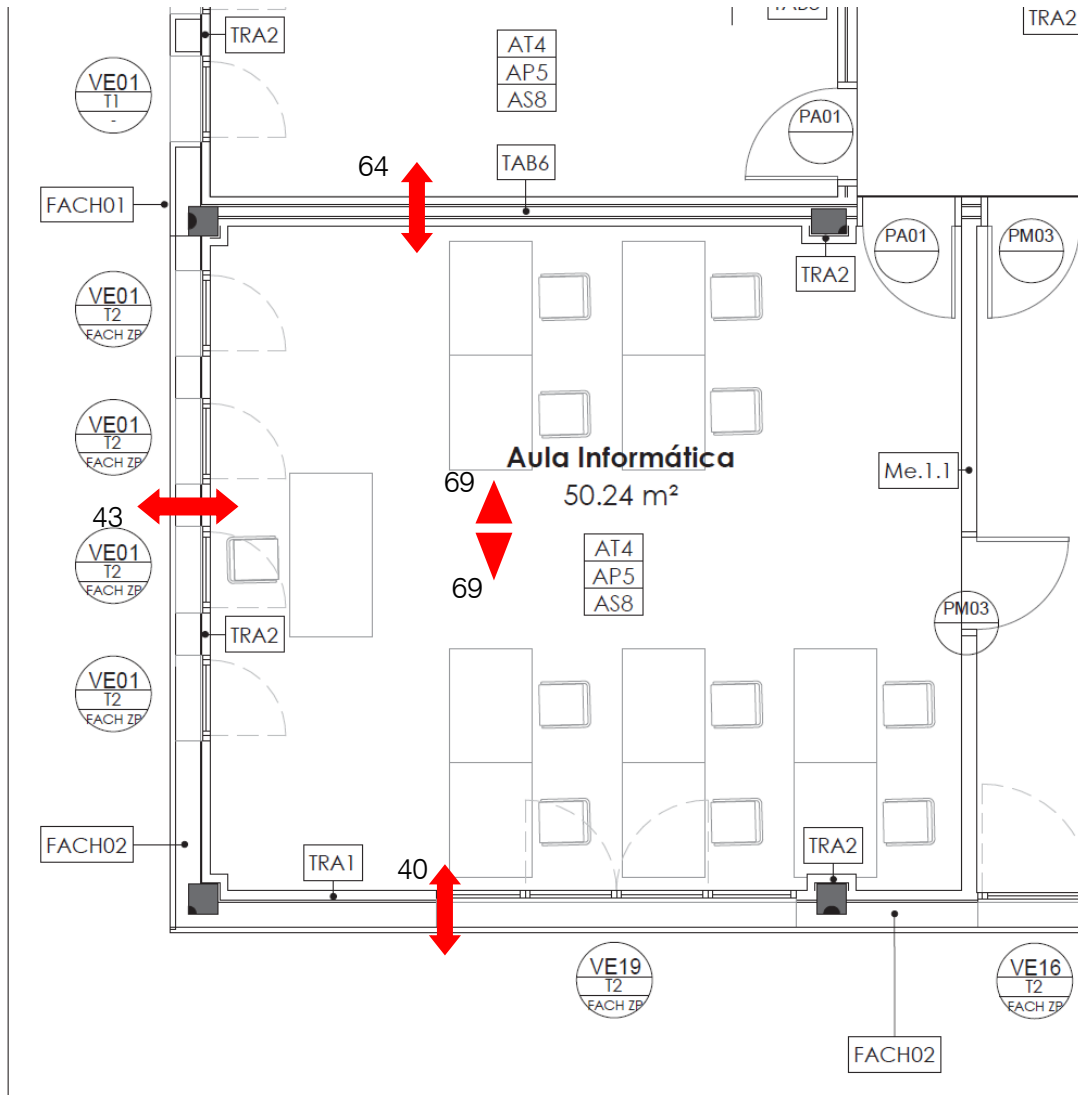 TRA2
AT4
AP5
AS8
TRA2
VE01
T1
-
PA01
64
TAB6
FACH01
PA01
PM03
TRA2
VE01
T2
FACH ZP
VE01
T2
FACH ZP
Aula Informática
50.24 m²
Me.1.1
69
43
VE01
T2
FACH ZP
AT4
AP5
AS8
69
PM03
TRA2
VE01
T2
FACH ZP
FACH02
TRA1
40
TRA2
VE19
T2
FACH ZP
VE16
T2
FACH ZP
FACH02